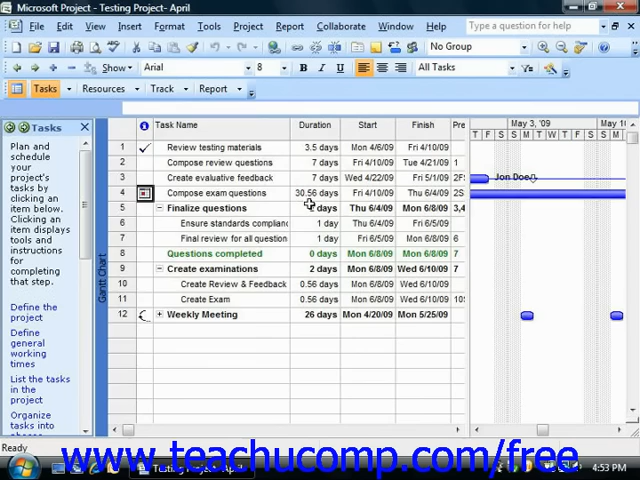 Microsoft Project - Testing Project- April
File Edit View Insert Format Tools Project Report Collaborate Window Help Type a question for help
No Group
Show Arial 8 B I U All Tasks
Tasks Resources Track Report
Tasks
Plan and
schedule
your
project's
tasks by
clicking an
item below.
Clicking an
item displays
tools and
instructions
for
completing
that step.
Define the
project
Define
general
working
times
List the
tasks in the
project
Organize
tasks into
Gantt Chart
Task Name Duration Start Finish Pre
1 Review testing materials 3.5 days Mon 4/6/09 Fri 4/10/09
2 Compose review questions 7 days Mon 4/13/09 Tue 4/21/09 1
3 Create evaluative feedback 7 days Wed 4/22/09 Fri 5/1/09 2FS
4 Compose exam questions 30.56 days Fri 4/10/09 Thu 6/4/09 2S
5 Finalize questions days Thu 6/4/09 Mon 6/8/09 3,4
6 Ensure standards complianc 1 day Thu 6/4/09 Fri 6/5/09
7 Final review for all question 1 day Fri 6/5/09 Mon 6/8/09 6
8 Questions completed 0 days Mon 6/8/09 Mon 6/8/09 7
9 Create examinations 2 days Mon 6/8/09 Wed 6/10/09 7
10 Create Review & Feedback 0.56 days Mon 6/8/09 Wed 6/10/09
11 Create Exam 0.56 days Mon 6/8/09 Wed 6/10/09 10S
12 Weekly Meeting 26 days Mon 4/20/09 Mon 5/25/09
May 3, '09 May 10
T F S S M T W T F S S M
Jon Doe
Ready
www.teachucomp.com/free
Testing Project- April
4:53 PM